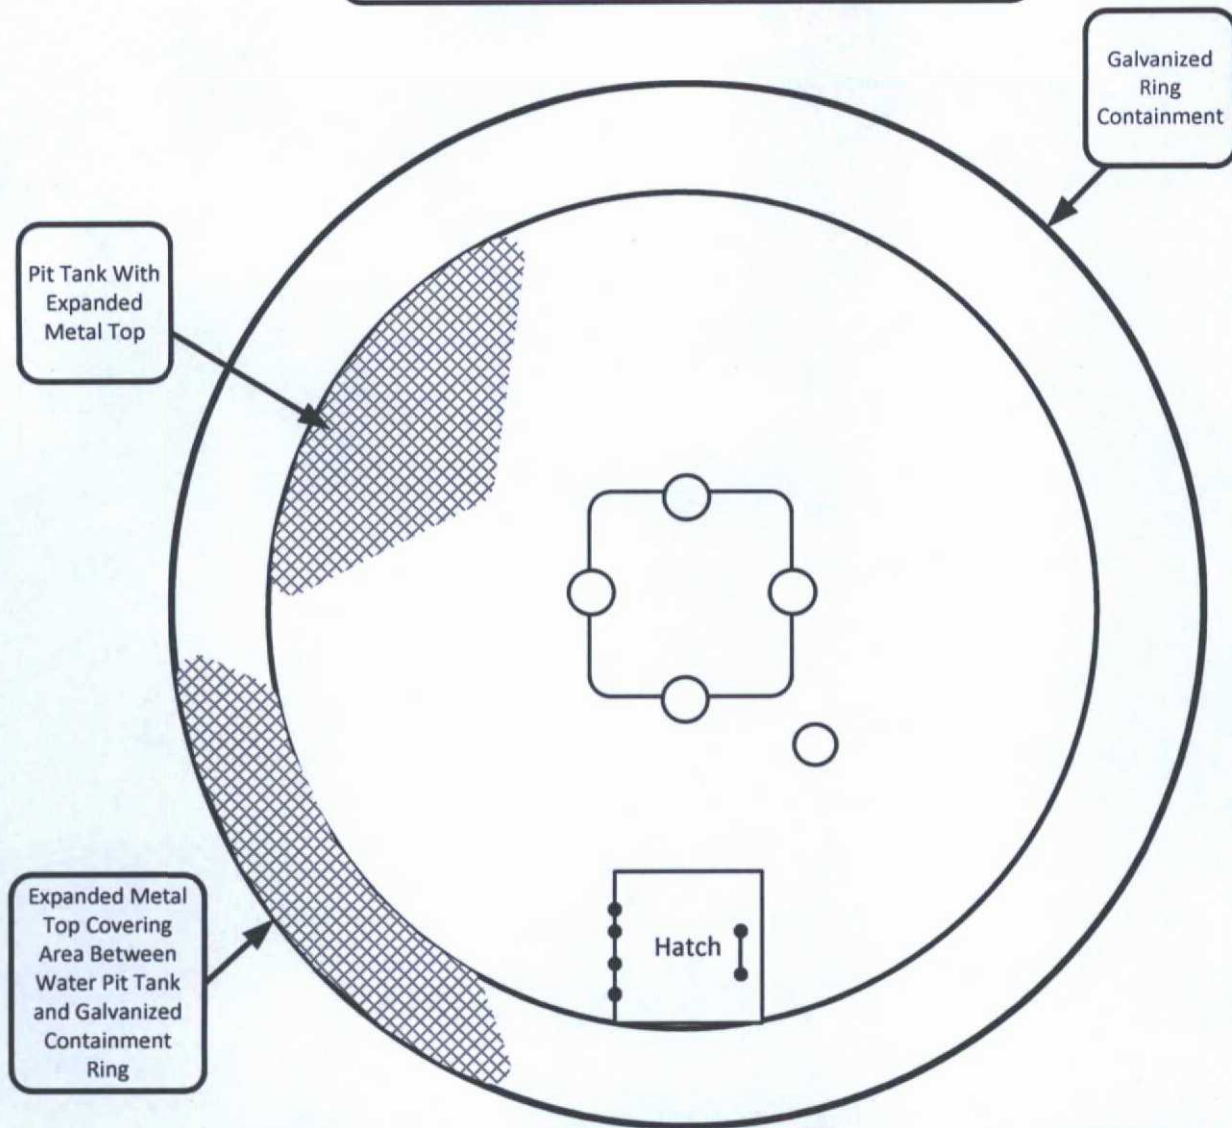 Galvanized
Ring
Containment
Pit Tank With
Expanded
Metal Top
Hatch
Expanded Metal
Top Covering
Area Between
Water Pit Tank
and Galvanized
Containment
Ring